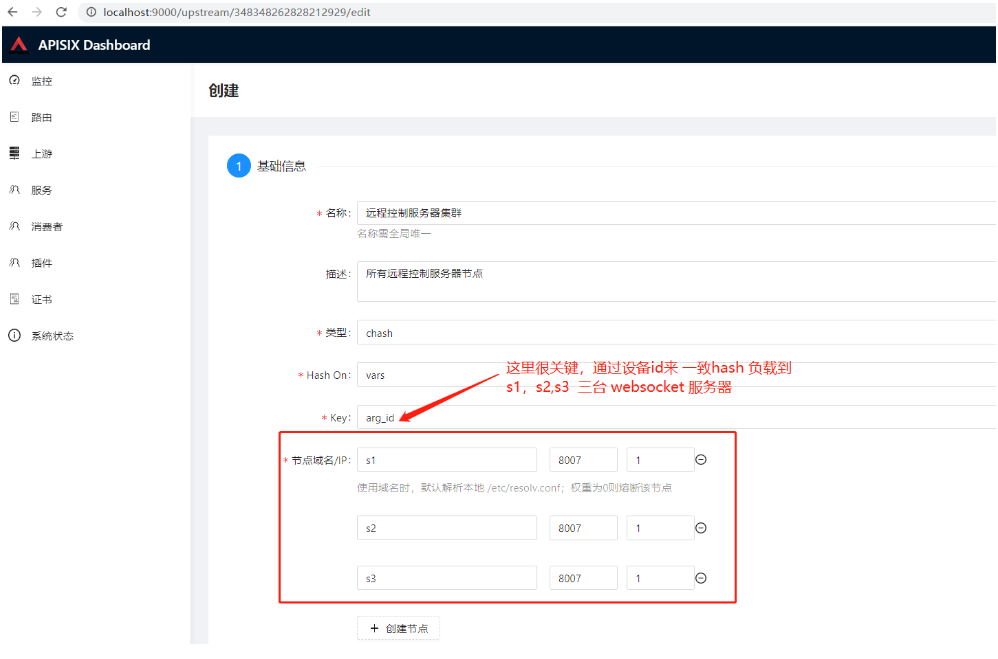 localhost:9000/upstream/348348262828212929/edit
APISIX Dashboard
监控
路由
上游
服务
消费者
插件
证书
系统状态
创建
1 基础信息
* 名称: 远程控制服务器集群
名称需全局唯一
描述: 所有远程控制服务器节点
* 类型: chash
* Hash On: vars
这里很关键，通过设备id来 一致hash 负载到
s1，s2,s3 三台 websocket 服务器
* Key: arg_id
* 节点域名/IP: s1 8007 1
使用域名时，默认解析本地 /etc/resolv.conf；权重为0则熔断该节点
s2 8007 1
s3 8007 1
+ 创建节点